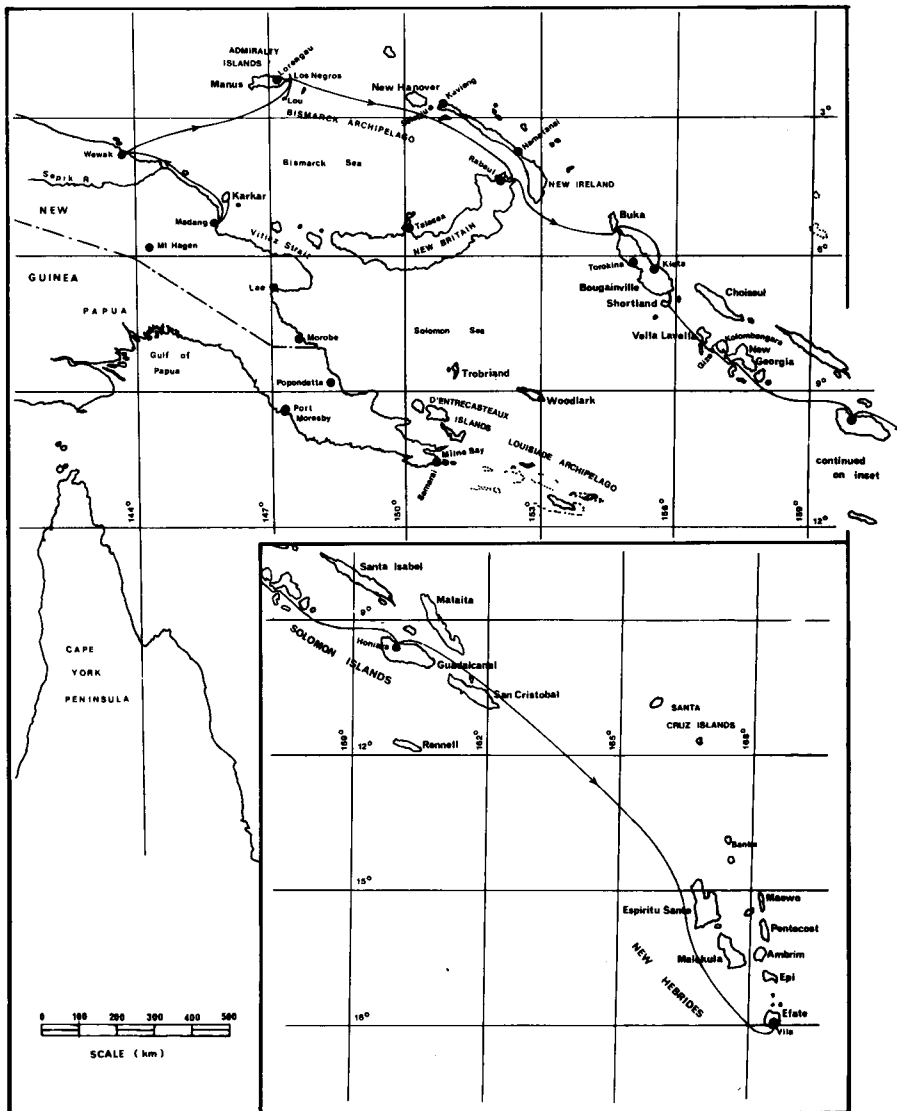 ADMIRALTY
ISLANDS
Lorengau
Manus
Los Negros
Lou
New Hanover
Kavieng
BISMARCK ARCHIPELAGO
3°
Namatanai
Wewak
Bismarck Sea
Rabaul
Sepik R.
NEW IRELAND
Karkar
NEW
Madang
Talasea
Buka
Vitiaz Strait
NEW BRITAIN
Mt Hagen
6°
Torokina
Kieta
GUINEA
Lae
Bougainville
Choiseul
Shortland
PAPUA
Solomon
Sea
Morobe
Vella Lavella
Kolombangara
Gulf of
Papua
Gizo
New
Georgia
Trobriand
Popondetta
9°
Woodlark
Port
Moresby
D'ENTRECASTEAUX
ISLANDS
LOUISIADE ARCHIPELAGO
Milne Bay
Samarai
continued
on inset
144°
147°
150°
153°
156°
159°
12°
Santa Isabel
Malaita
9°
Honiara
SOLOMON ISLANDS
Guadalcanal
San Cristobal
CAPE
YORK
PENINSULA
SANTA
CRUZ ISLANDS
159°
12°
Rennell
162°
165°
168°
Banks
15°
Maewo
Espiritu Santo
Pentecost
Malekula
Ambrim
NEW HEBRIDES
Epi
Efate
18°
Vila
0 100 200 300 400 500
SCALE (km)